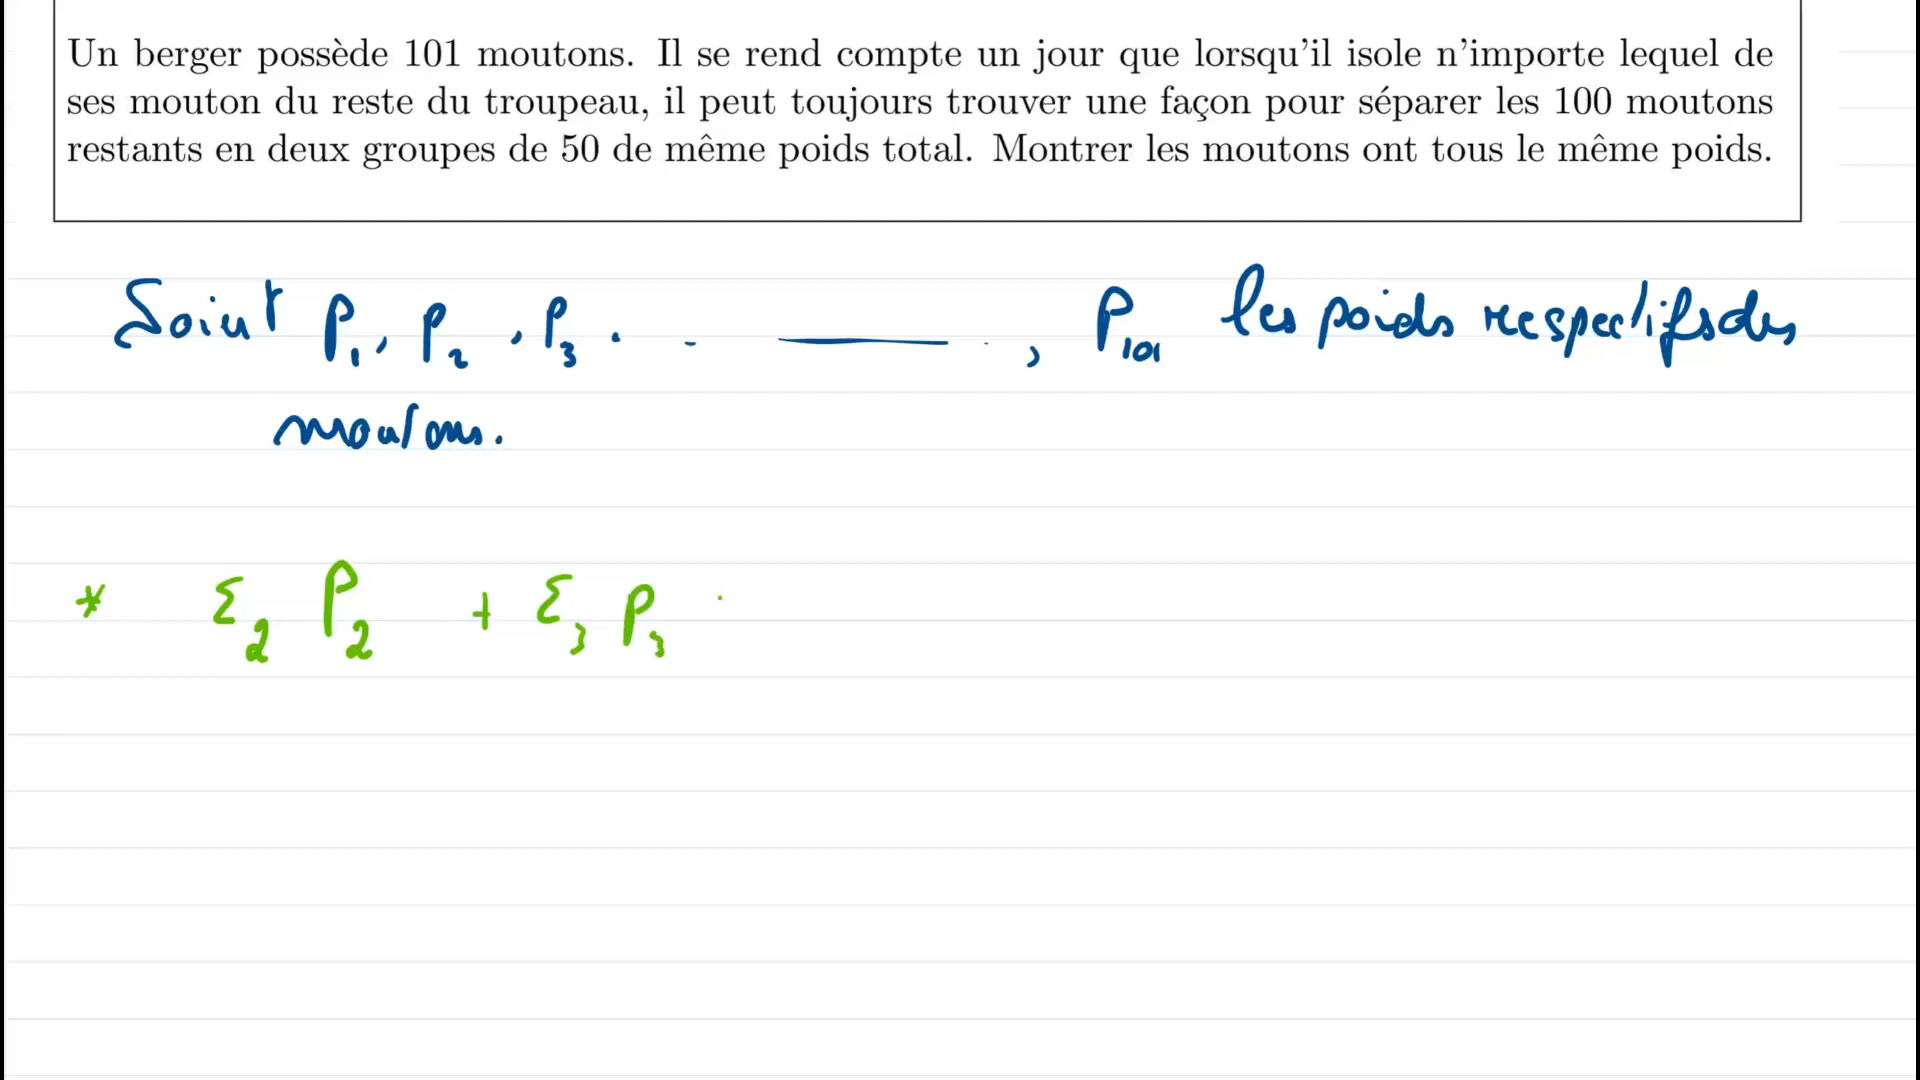 Un berger possède 101 moutons. Il se rend compte un jour que lorsqu'il isole n'importe lequel de
ses mouton du reste du troupeau, il peut toujours trouver une façon pour séparer les 100 moutons
restants en deux groupes de 50 de même poids total. Montrer les moutons ont tous le même poids.
Soient P₁, P₂, P₃ . . ——— . , P₁₀₁ les poids respectifs des
moutons.
* Σ₂ P₂ + Σ₃ P₃ .